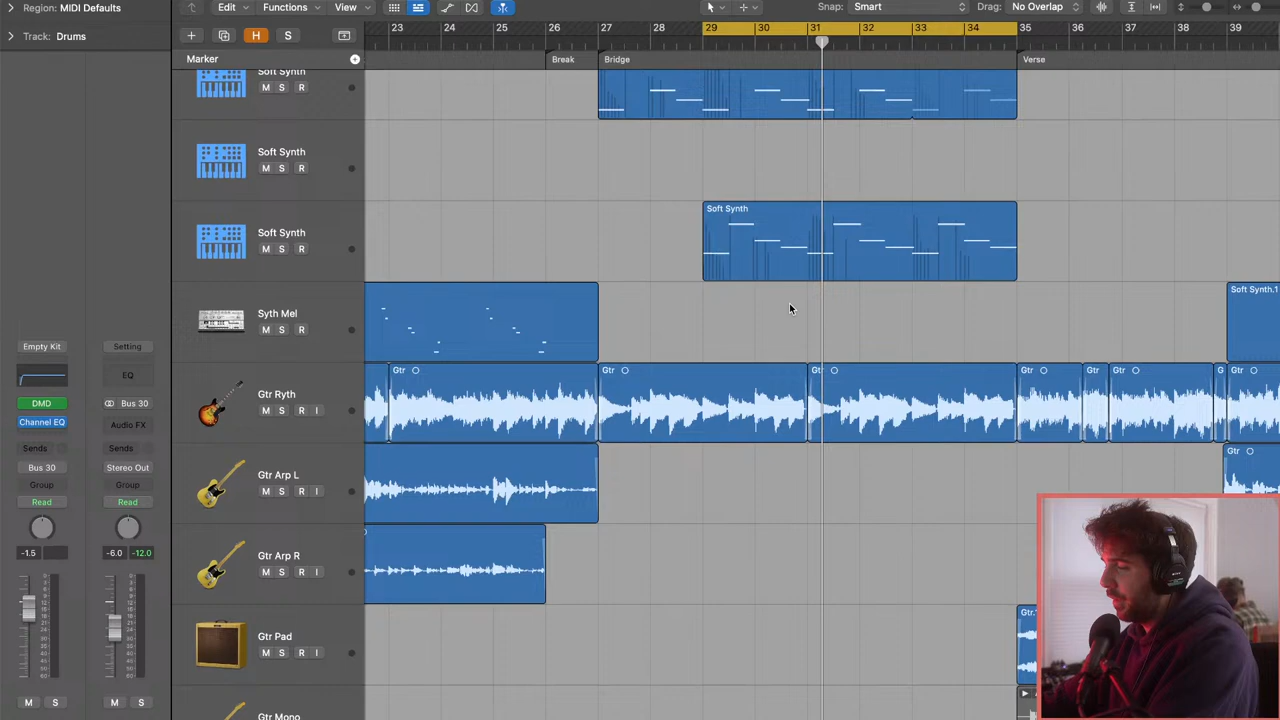 Region: MIDI Defaults
Edit
Functions
View
Snap: Smart
Drag: No Overlap
Track: Drums
H
S
23 24 25 26 27 28 29 30 31 32 33 34 35 36 37 38 39
Marker
Break
Bridge
Verse
Soft Synth
M S R
Soft Synth
M S R
Soft Synth
M S R
Soft Synth
Syth Mel
M S R
Soft Synth.1
Gtr Ryth
M S R I
Gtr
Gtr
Gtr
Gtr
Gtr
Gtr
G
Gtr
Gtr Arp L
M S R I
Gtr
Gtr Arp R
M S R I
Gtr Pad
M S R I
Gtr Mono
Empty Kit
Setting
EQ
DMD
Bus 30
Channel EQ
Audio FX
Sends
Sends
Bus 30
Stereo Out
Group
Group
Read
Read
-1.5
-6.0 -12.0
M S
M S